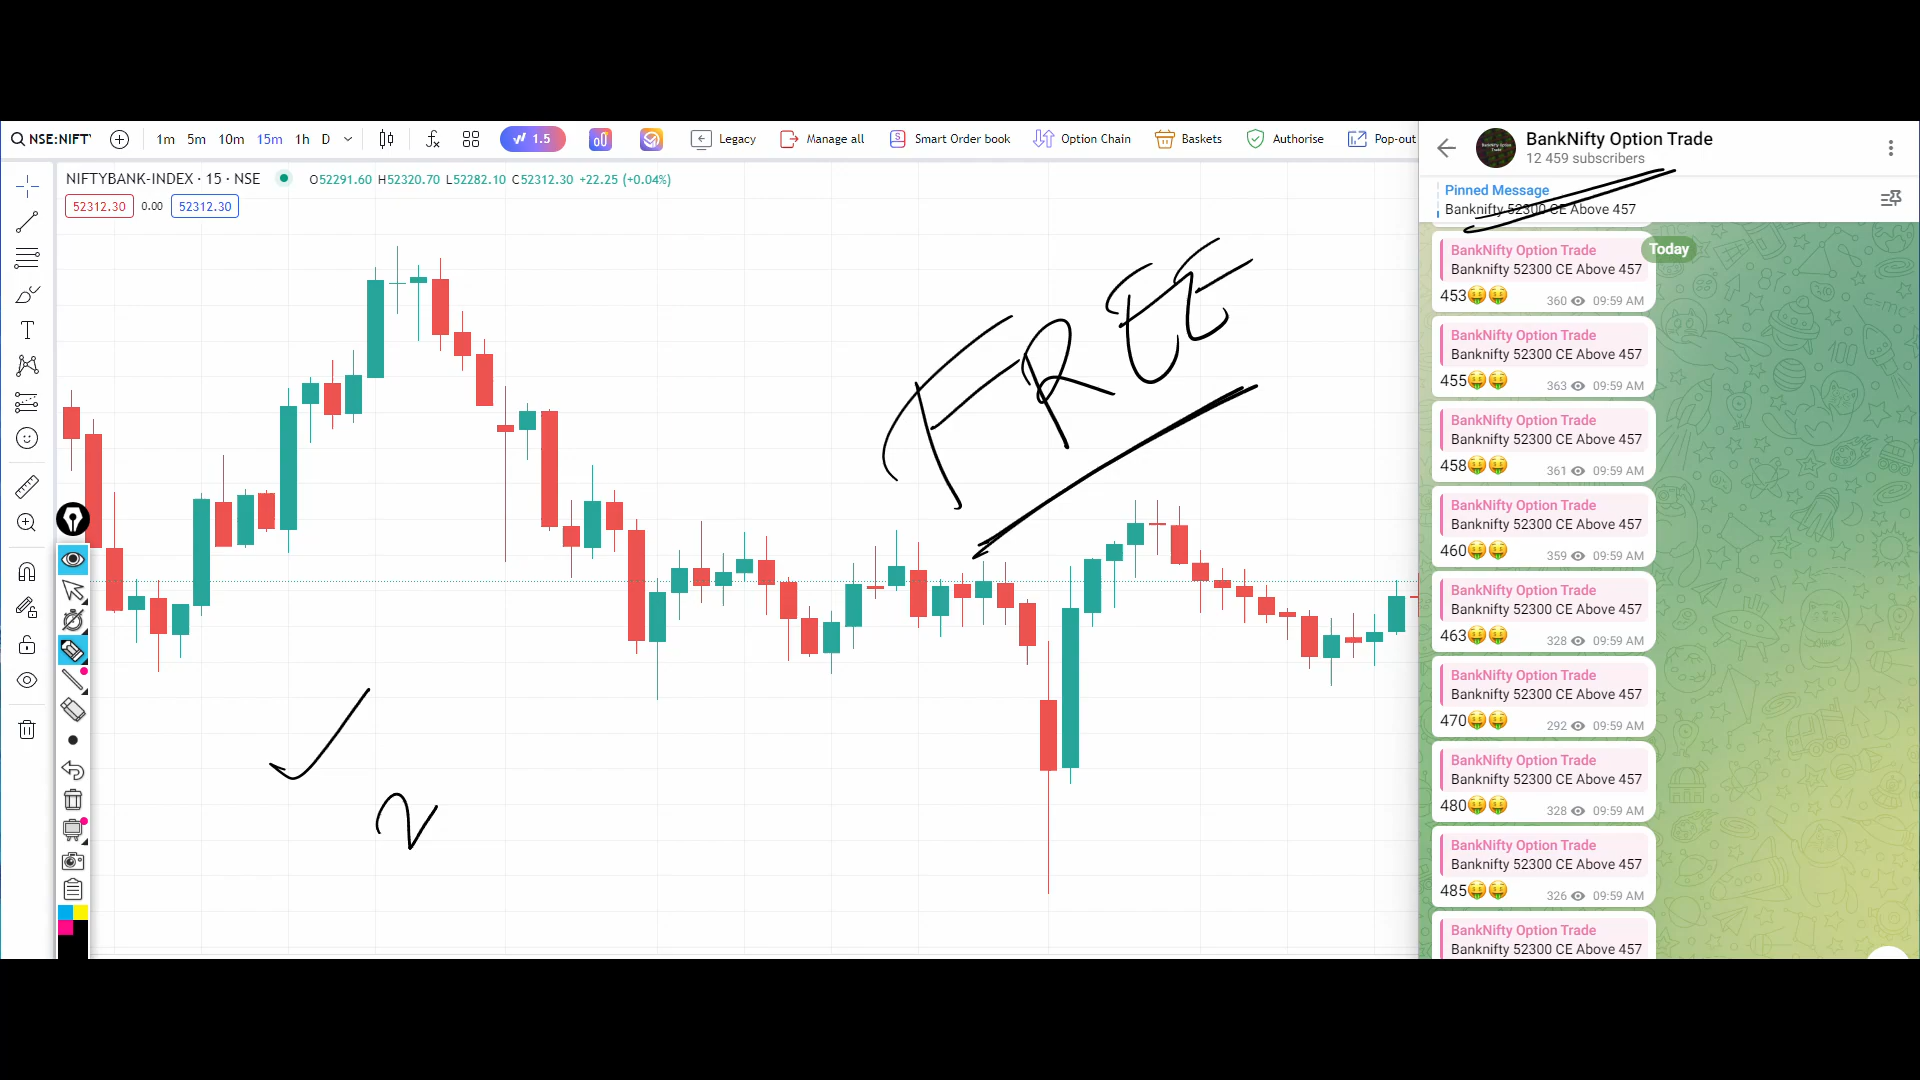 NSE:NIFTY 1m 5m 10m 15m 1h D 1.5 Legacy Manage all Smart Order book Option Chain Baskets Authorise Pop-out
NIFTYBANK-INDEX · 15 · NSE O52291.60 H52320.70 L52282.10 C52312.30 +22.25 (+0.04%)
52312.30 0.00 52312.30
FREE
2
BankNifty Option Trade
12 459 subscribers
Pinned Message
Banknifty 52300 CE Above 457
Today
BankNifty Option Trade
Banknifty 52300 CE Above 457
453🤑🤑 360 09:59 AM
BankNifty Option Trade
Banknifty 52300 CE Above 457
455🤑🤑 363 09:59 AM
BankNifty Option Trade
Banknifty 52300 CE Above 457
458🤑🤑 361 09:59 AM
BankNifty Option Trade
Banknifty 52300 CE Above 457
460🤑🤑 359 09:59 AM
BankNifty Option Trade
Banknifty 52300 CE Above 457
463🤑🤑 328 09:59 AM
BankNifty Option Trade
Banknifty 52300 CE Above 457
470🤑🤑 292 09:59 AM
BankNifty Option Trade
Banknifty 52300 CE Above 457
480🤑🤑 328 09:59 AM
BankNifty Option Trade
Banknifty 52300 CE Above 457
485🤑🤑 326 09:59 AM
BankNifty Option Trade
Banknifty 52300 CE Above 457